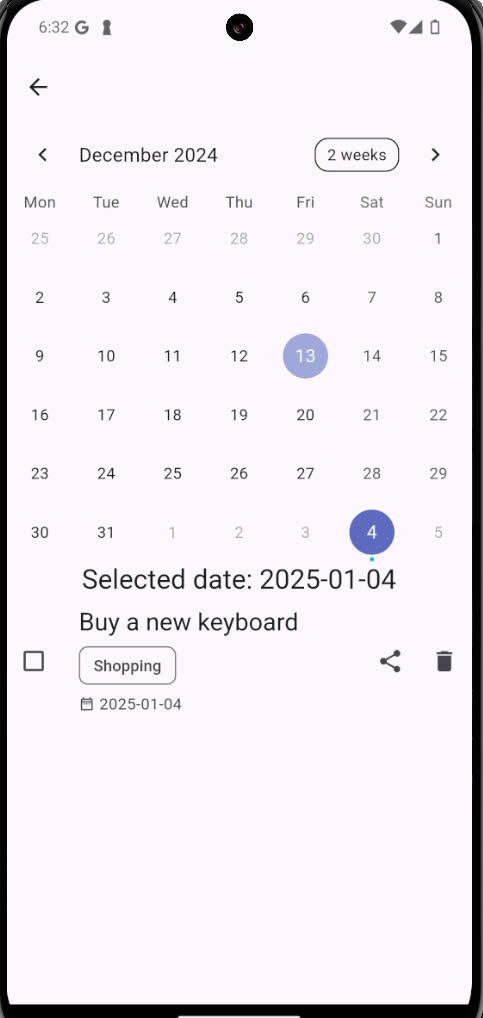 6:32 G
December 2024 2 weeks
Mon Tue Wed Thu Fri Sat Sun
25 26 27 28 29 30 1
2 3 4 5 6 7 8
9 10 11 12 13 14 15
16 17 18 19 20 21 22
23 24 25 26 27 28 29
30 31 1 2 3 4 5
Selected date: 2025-01-04
Buy a new keyboard
Shopping
2025-01-04